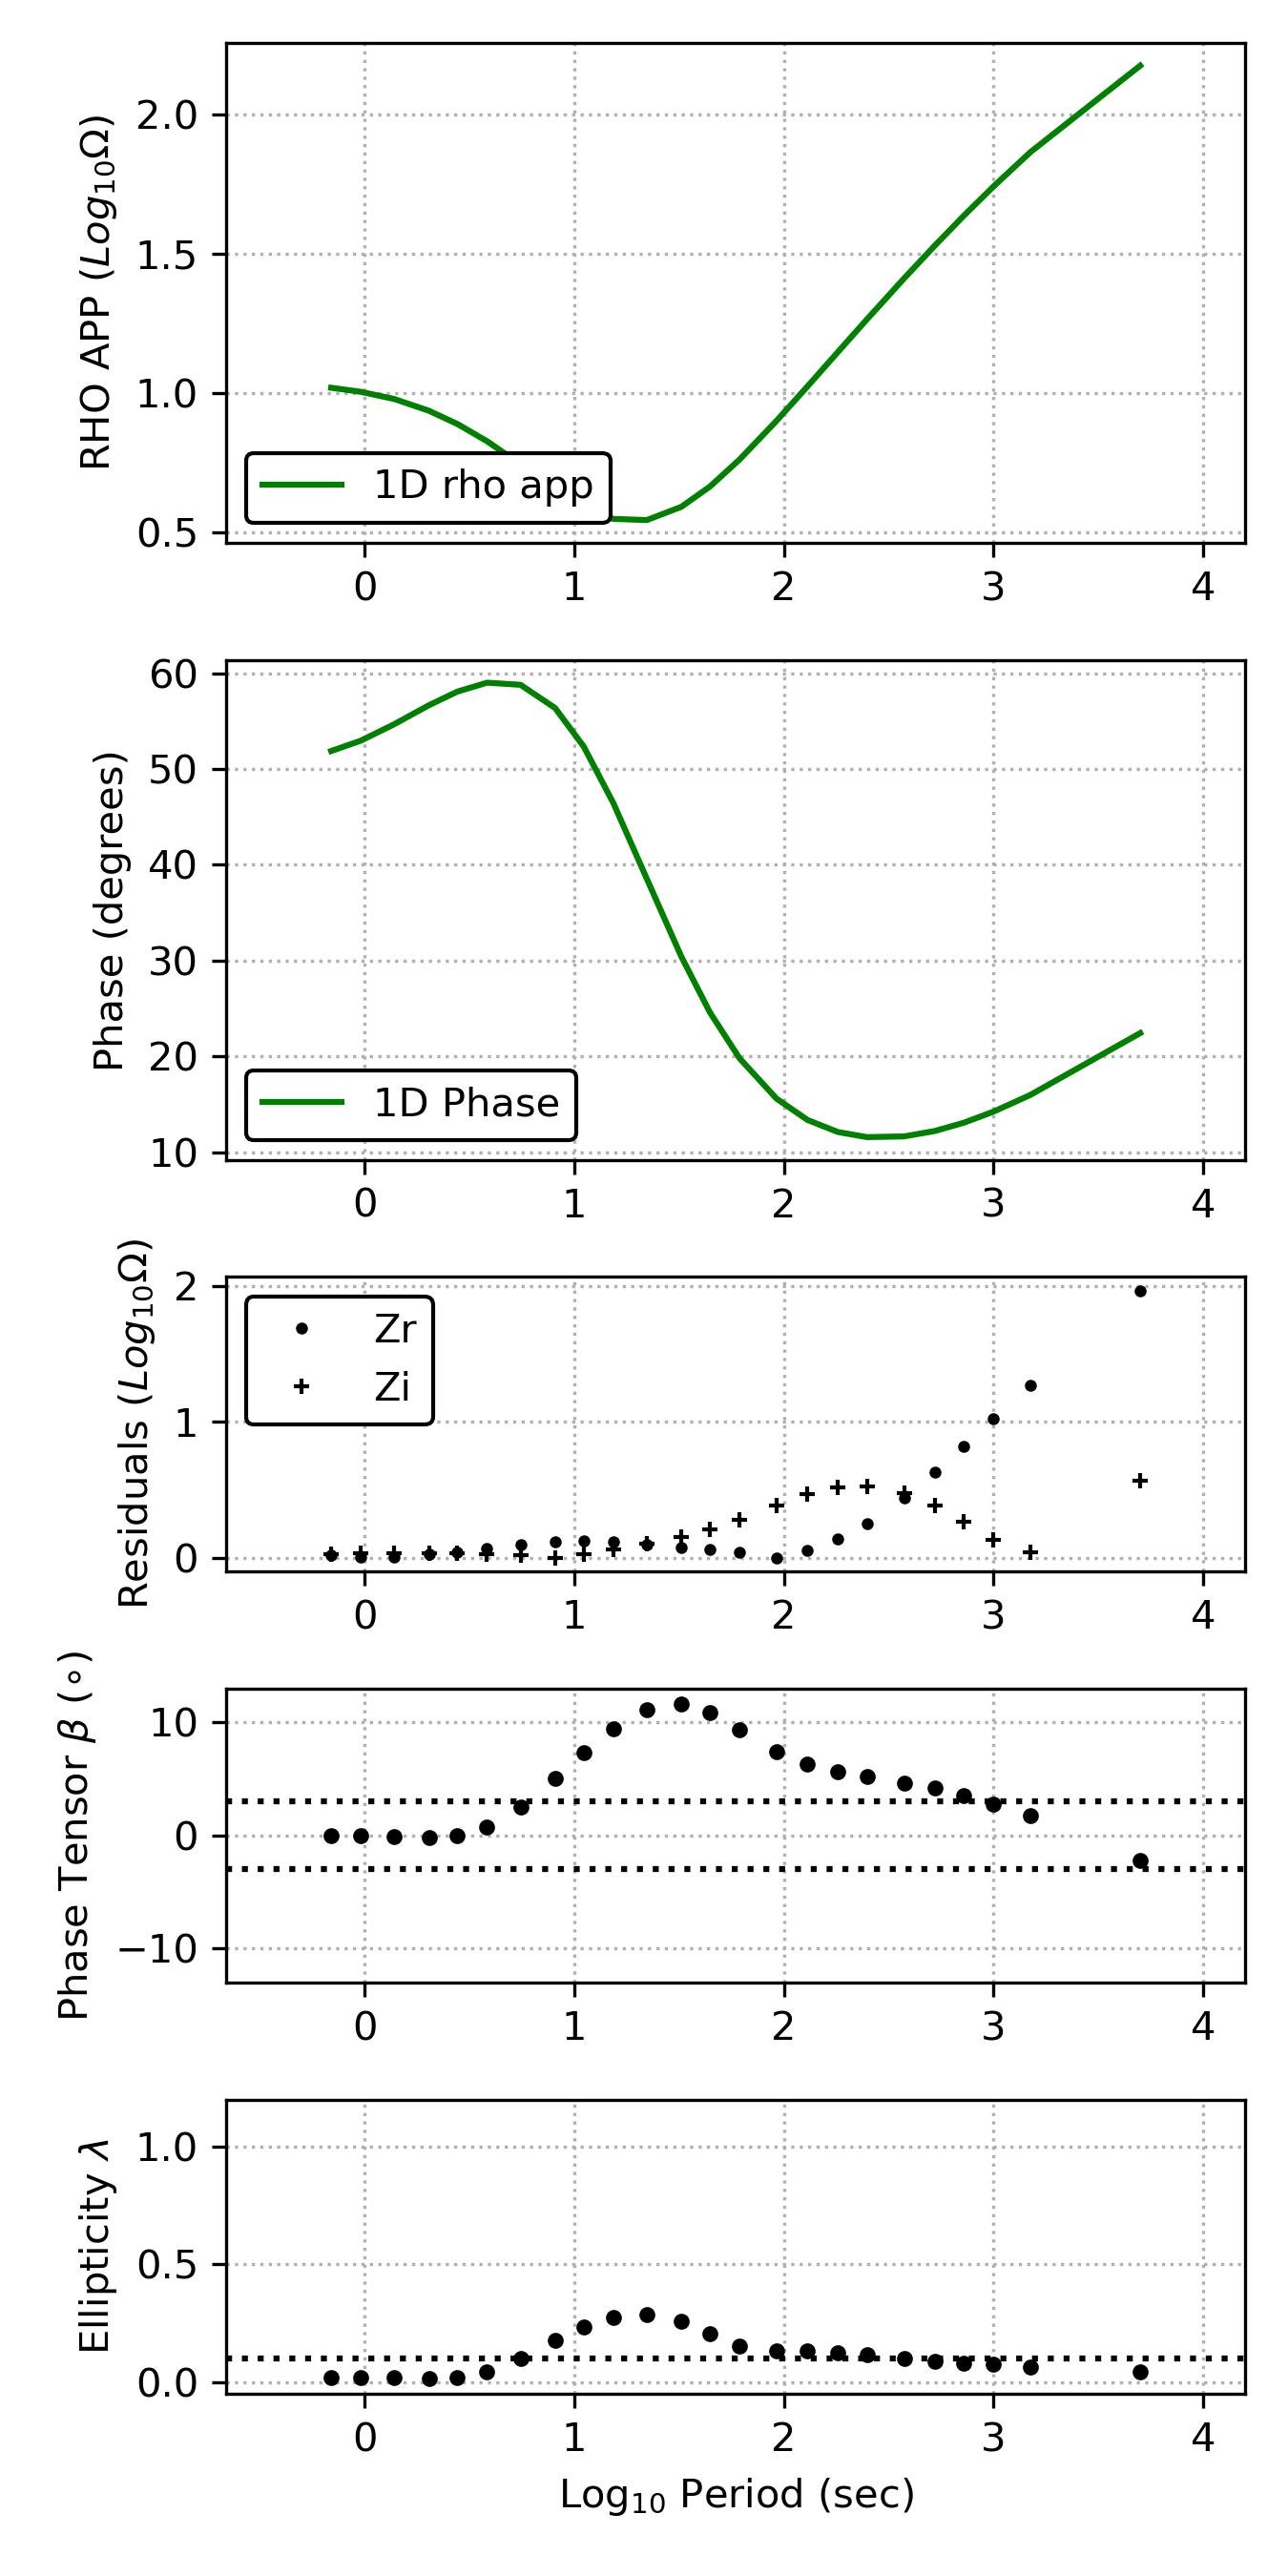 RHO APP (Log10Ω)
2.0
1.5
1.0
0.5
1D rho app
0 1 2 3 4
Phase (degrees)
60
50
40
30
20
10
1D Phase
0 1 2 3 4
Residuals (Log10Ω)
2
1
0
Zr
Zi
0 1 2 3 4
Phase Tensor β (∘)
10
0
−10
0 1 2 3 4
Ellipticity λ
1.0
0.5
0.0
0 1 2 3 4
Log10 Period (sec)